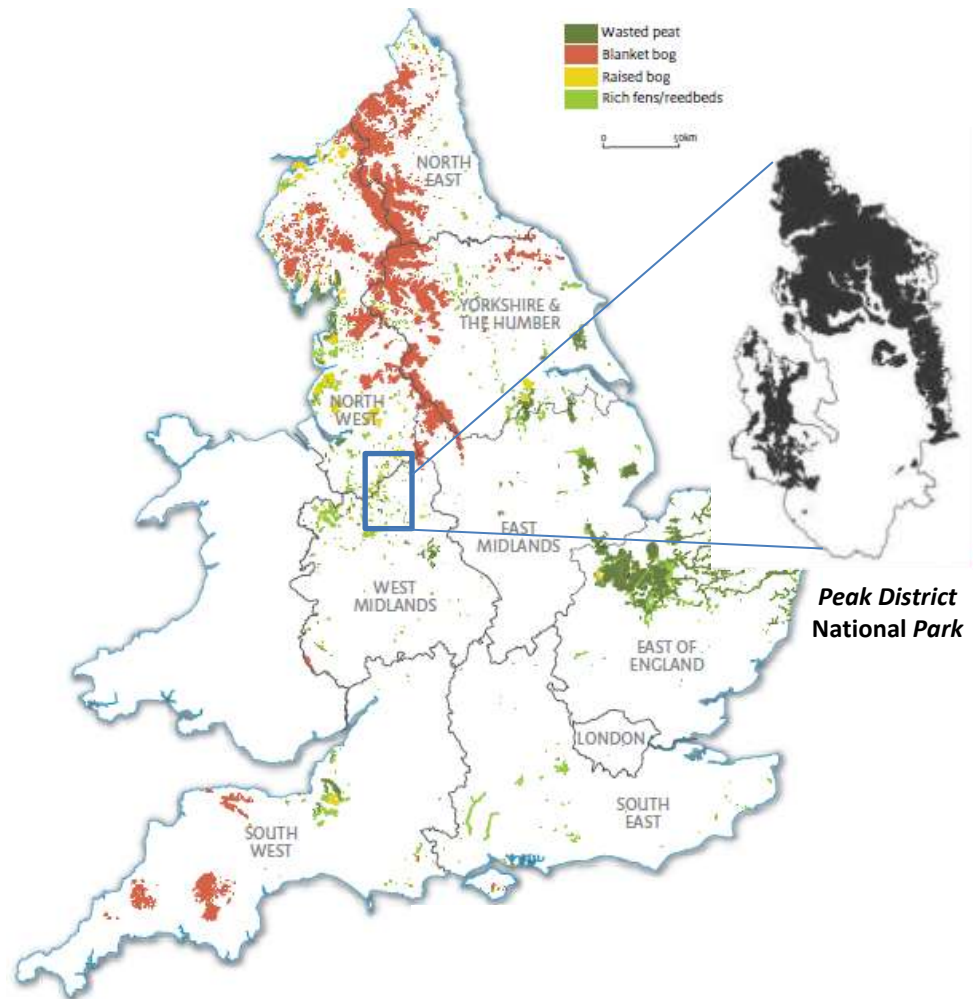 Wasted peat
Blanket bog
Raised bog
Rich fens/reedbeds
0 50km
NORTH
EAST
YORKSHIRE &
THE HUMBER
NORTH
WEST
EAST
MIDLANDS
WEST
MIDLANDS
Peak District
National Park
EAST OF
ENGLAND
LONDON
SOUTH
EAST
SOUTH
WEST